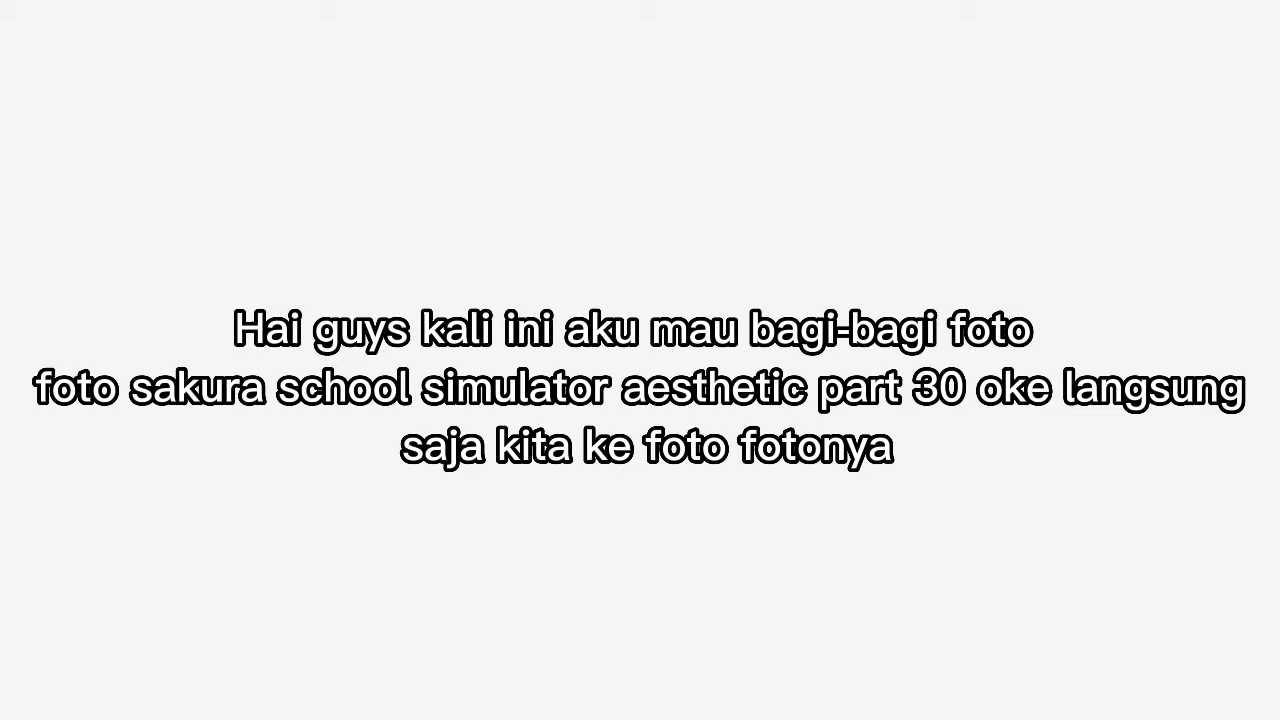 Hai guys kali ini aku mau bagi-bagi foto
foto sakura school simulator aesthetic part 30 oke langsung
saja kita ke foto fotonya